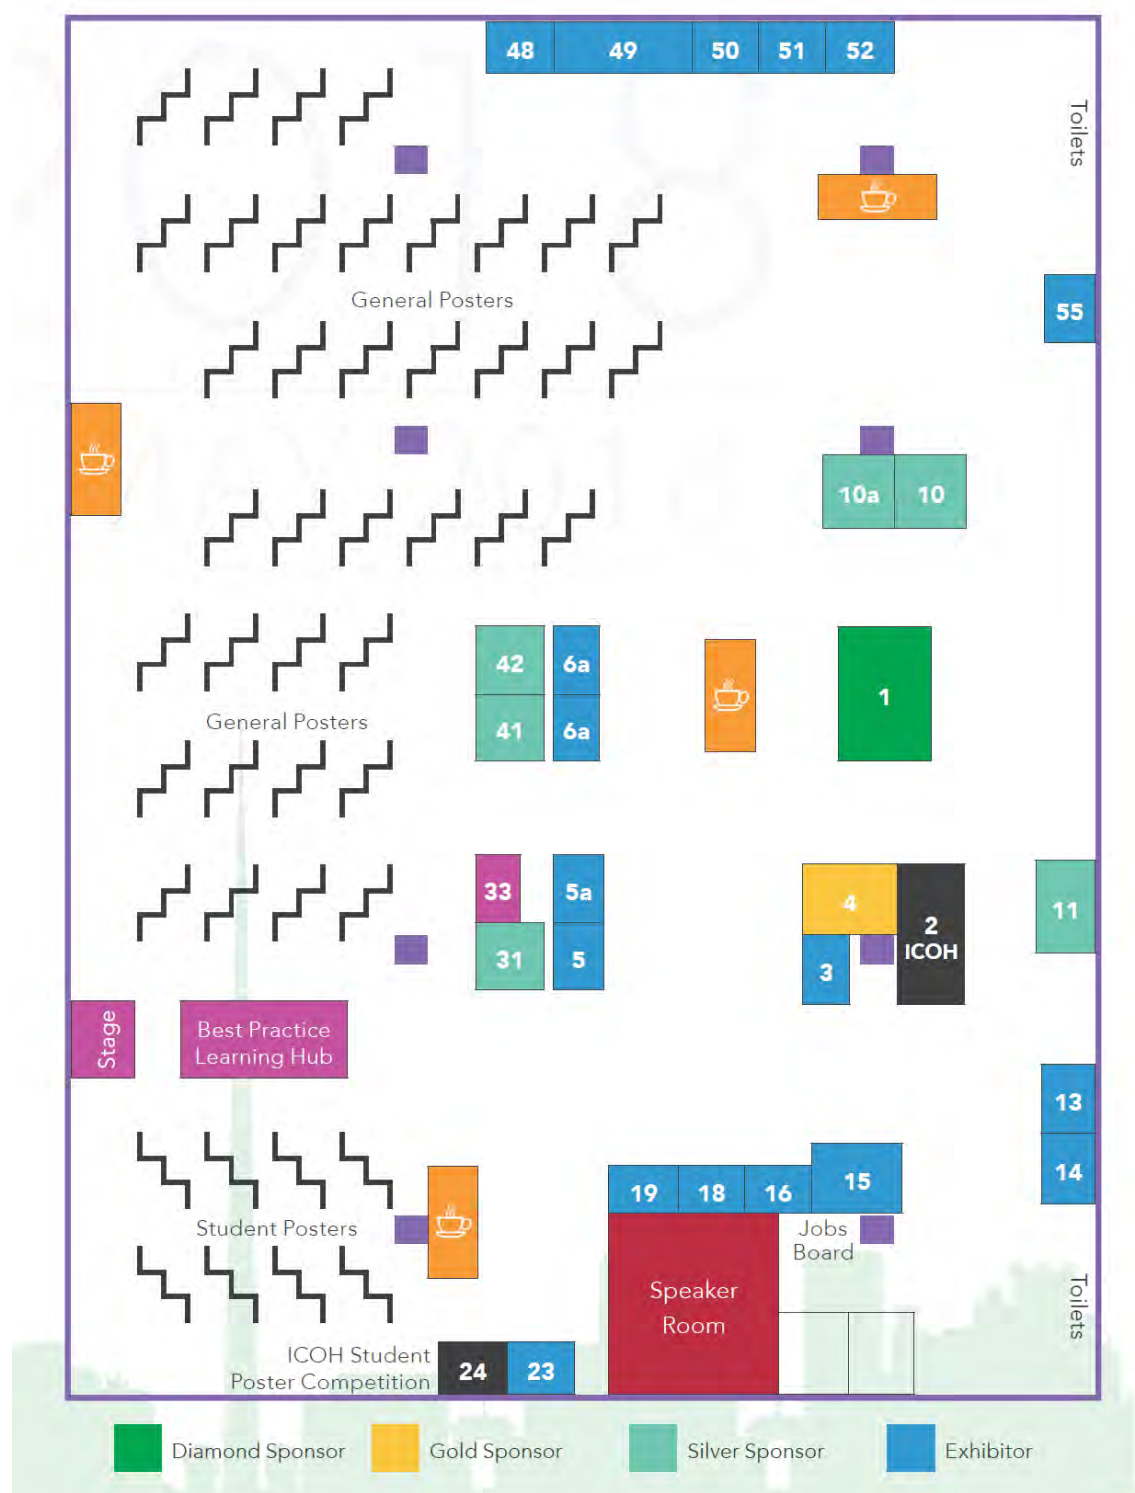 48
49
50
51
52
Toilets
General Posters
55
10a
10
42
6a
1
41
6a
General Posters
33
5a
4
2
ICOH
11
31
5
3
Stage
Best Practice
Learning Hub
13
14
19
18
16
15
Student Posters
Jobs
Board
Speaker
Room
Toilets
ICOH Student
Poster Competition
24
23
Diamond Sponsor
Gold Sponsor
Silver Sponsor
Exhibitor